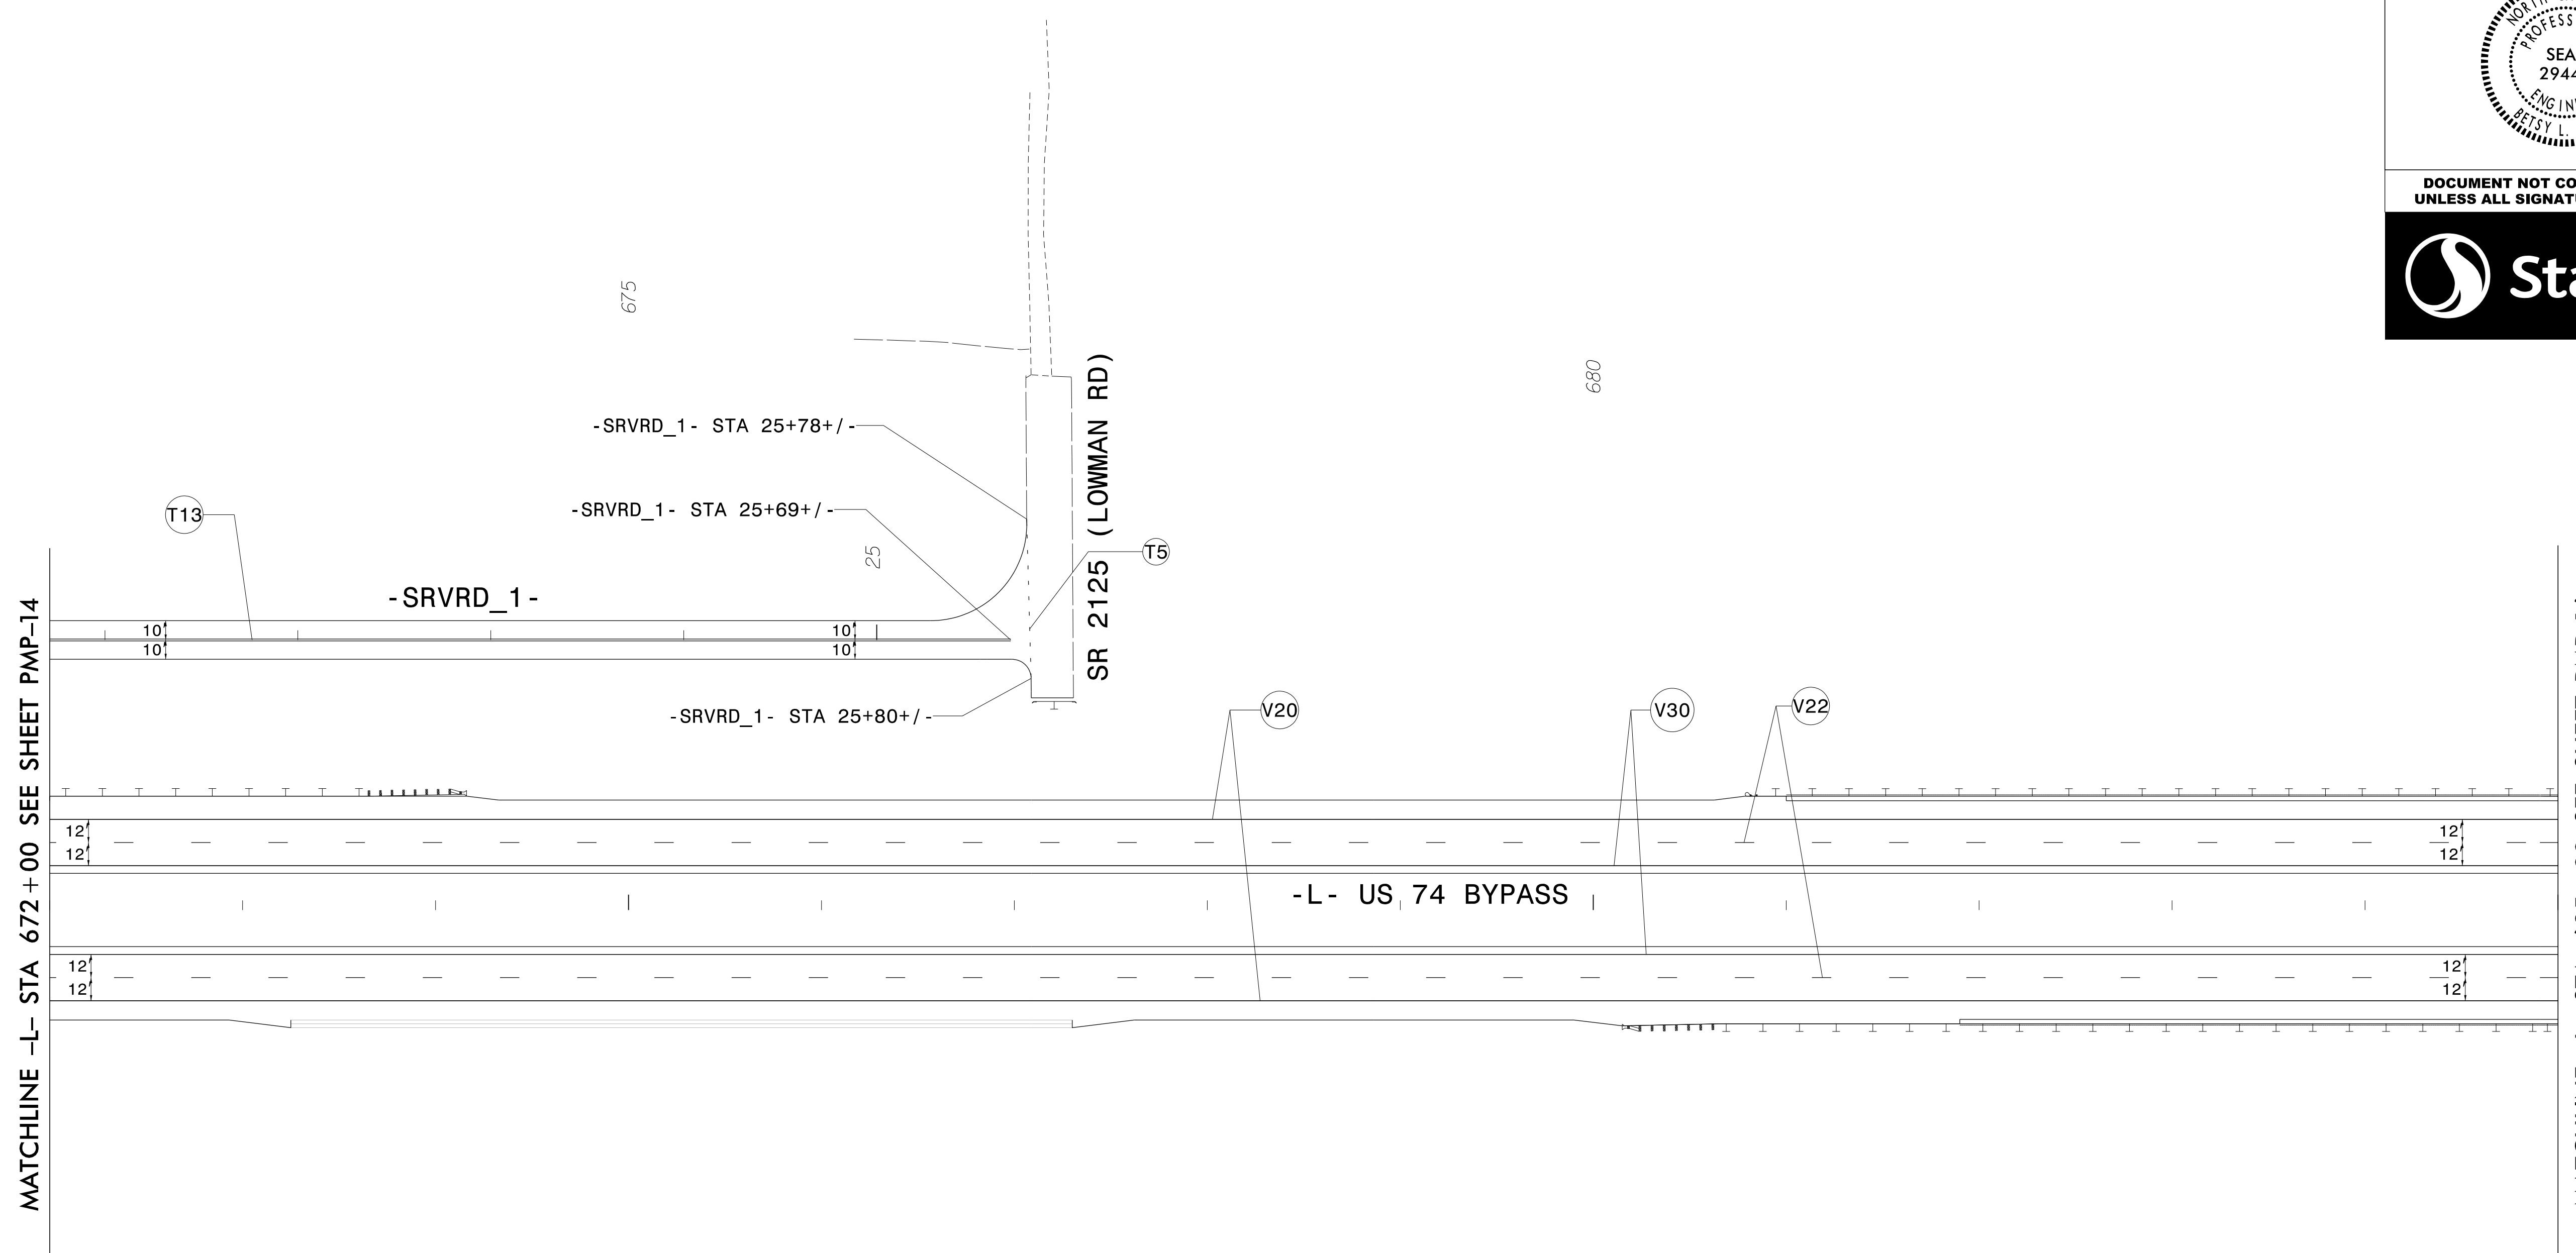 SEA
2944
BETSY L.
DOCUMENT NOT CO
UNLESS ALL SIGNAT
675
680
-SRVRD_1- STA 25+78+/-
-SRVRD_1- STA 25+69+/-
SR 2125 (LOWMAN RD)
T13
25
T5
-SRVRD_1-
10
10
10
10
-SRVRD_1- STA 25+80+/-
V20
V30
V22
MATCHLINE -L- STA 672+00 SEE SHEET PMP-14
12
12
12
12
-L- US 74 BYPASS
12
12
12
12